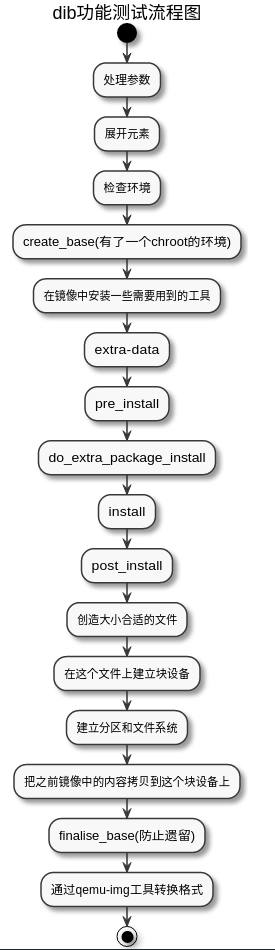 dib功能测试流程图
处理参数
展开元素
检查环境
create_base(有了一个chroot的环境)
在镜像中安装一些需要用到的工具
extra-data
pre_install
do_extra_package_install
install
post_install
创造大小合适的文件
在这个文件上建立块设备
建立分区和文件系统
把之前镜像中的内容拷贝到这个块设备上
finalise_base(防止遗留)
通过qemu-img工具转换格式